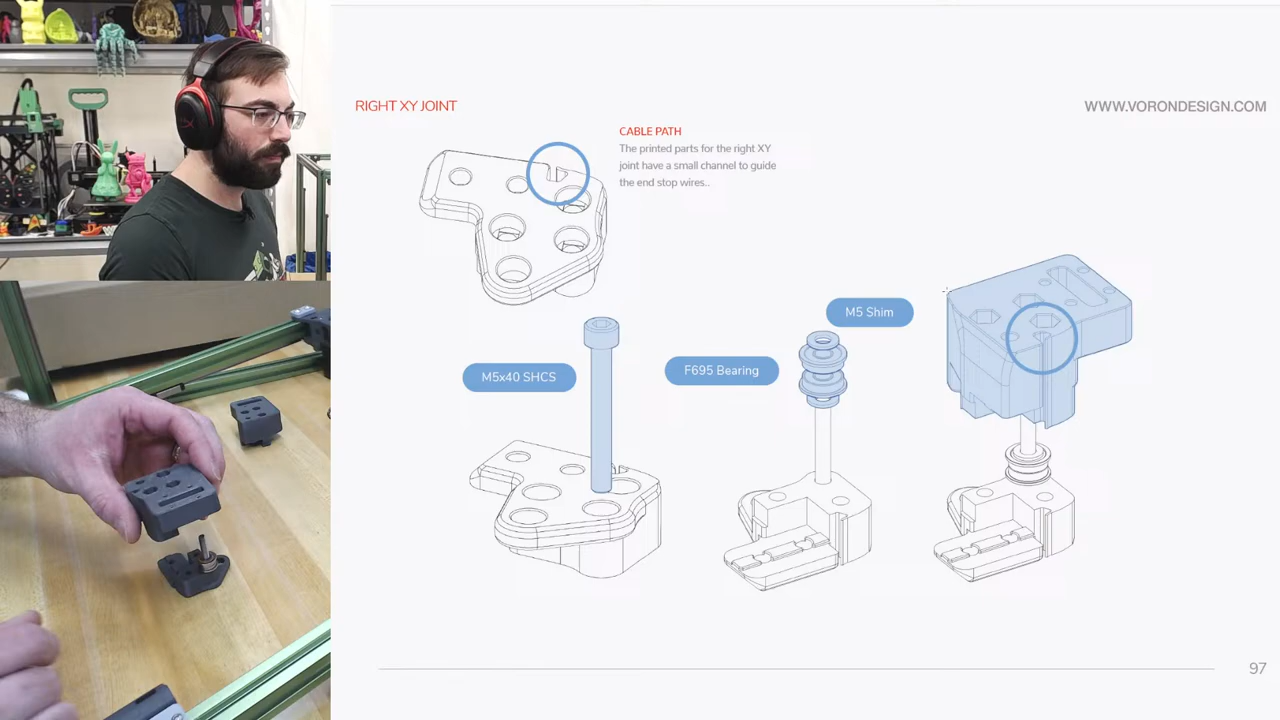 RIGHT XY JOINT
WWW.VORONDESIGN.COM
CABLE PATH
The printed parts for the right XY
joint have a small channel to guide
the end stop wires..
M5 Shim
M5x40 SHCS
F695 Bearing
97